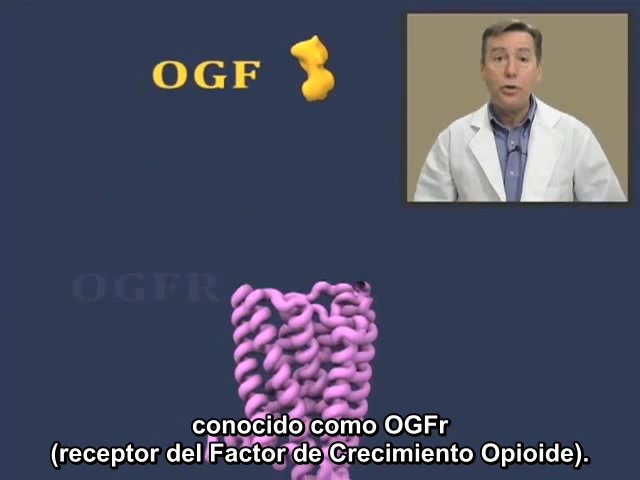 OGF
OGFR
conocido como OGFr
(receptor del Factor de Crecimiento Opioide).